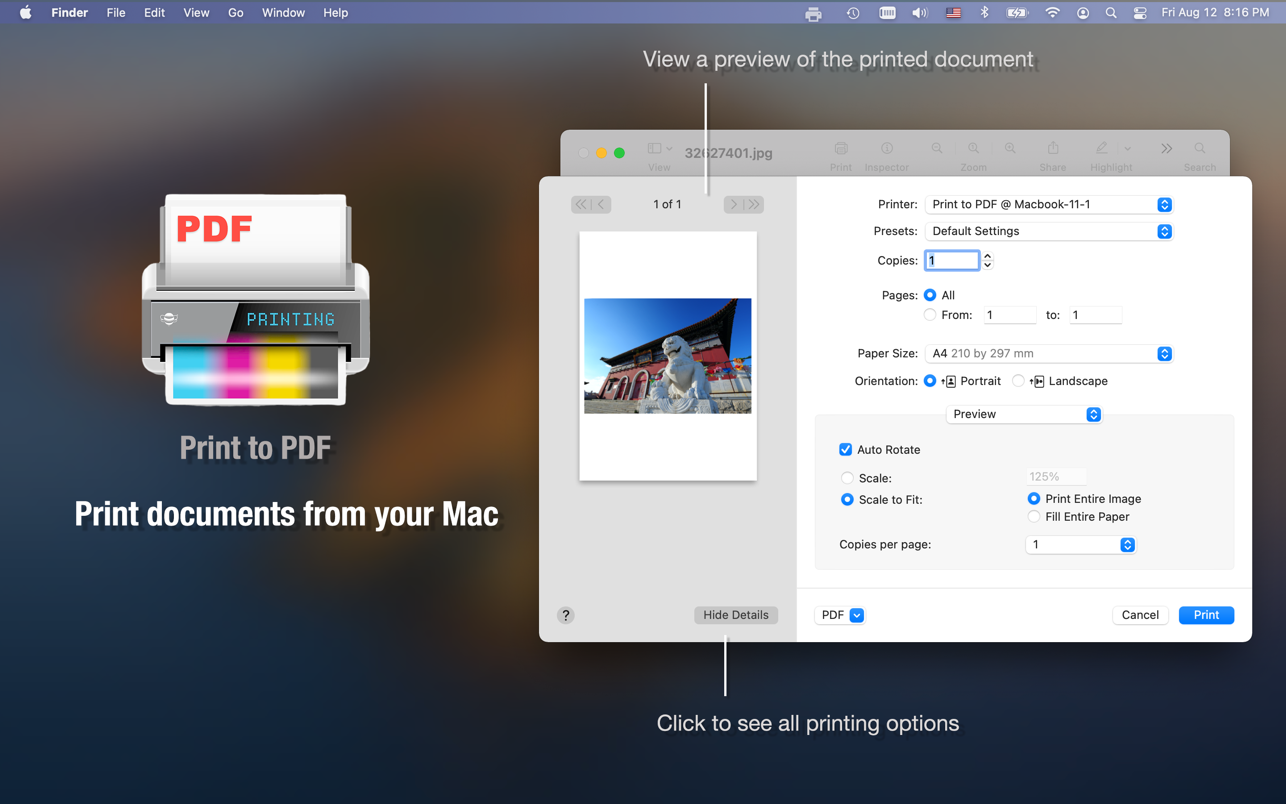 Finder File Edit View Go Window Help Fri Aug 12 8:16 PM
View a preview of the printed document
32627401.jpg
View Print Inspector Zoom Share Highlight Search
PDF
PRINTING
Print to PDF
Print documents from your Mac
1 of 1
Printer: Print to PDF @ Macbook-11-1
Presets: Default Settings
Copies: 1
Pages: All
From: 1 to: 1
Paper Size: A4 210 by 297 mm
Orientation: Portrait Landscape
Preview
Auto Rotate
Scale: 125%
Scale to Fit: Print Entire Image
Fill Entire Paper
Copies per page: 1
? Hide Details PDF Cancel Print
Click to see all printing options